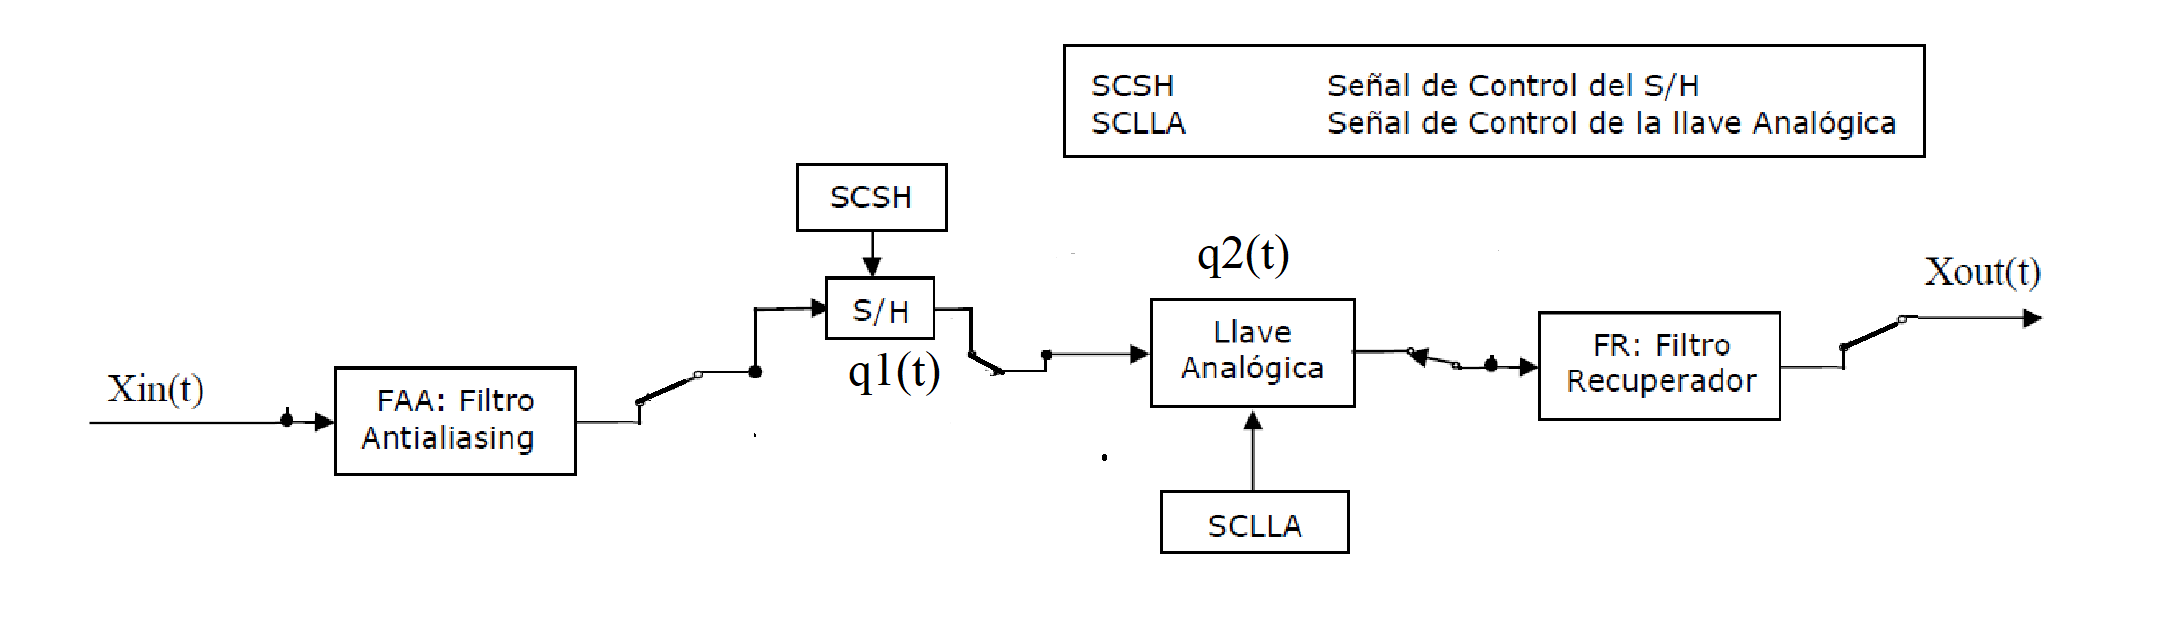 SCSH Señal de Control del S/H
SCLLA Señal de Control de la llave Analógica
SCSH
q2(t)
Xout(t)
S/H
Llave
Analógica
FR: Filtro
Recuperador
q1(t)
Xin(t)
FAA: Filtro
Antialiasing
SCLLA